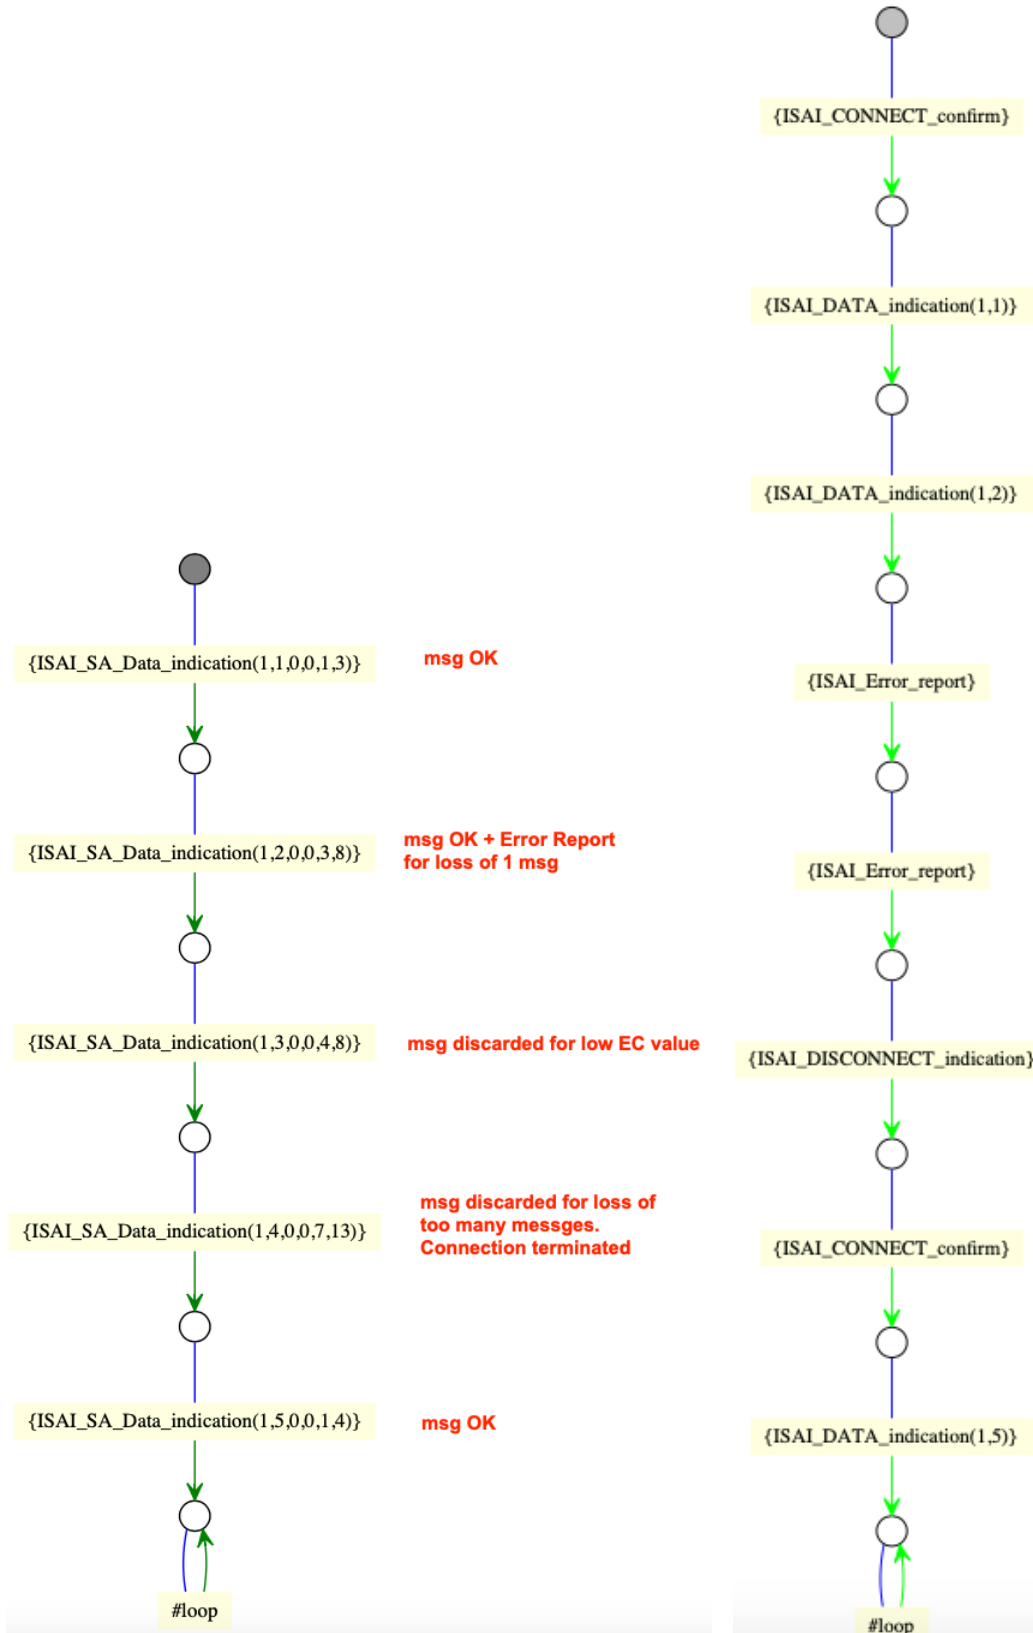 {ISAI_SA_Data_indication(1,1,0,0,1,3)}
msg OK
{ISAI_SA_Data_indication(1,2,0,0,3,8)}
msg OK + Error Report
for loss of 1 msg
{ISAI_SA_Data_indication(1,3,0,0,4,8)}
msg discarded for low EC value
{ISAI_SA_Data_indication(1,4,0,0,7,13)}
msg discarded for loss of
too many messges.
Connection terminated
{ISAI_SA_Data_indication(1,5,0,0,1,4)}
msg OK
#loop
{ISAI_CONNECT_confirm}
{ISAI_DATA_indication(1,1)}
{ISAI_DATA_indication(1,2)}
{ISAI_Error_report}
{ISAI_Error_report}
{ISAI_DISCONNECT_indication}
{ISAI_CONNECT_confirm}
{ISAI_DATA_indication(1,5)}
#loop